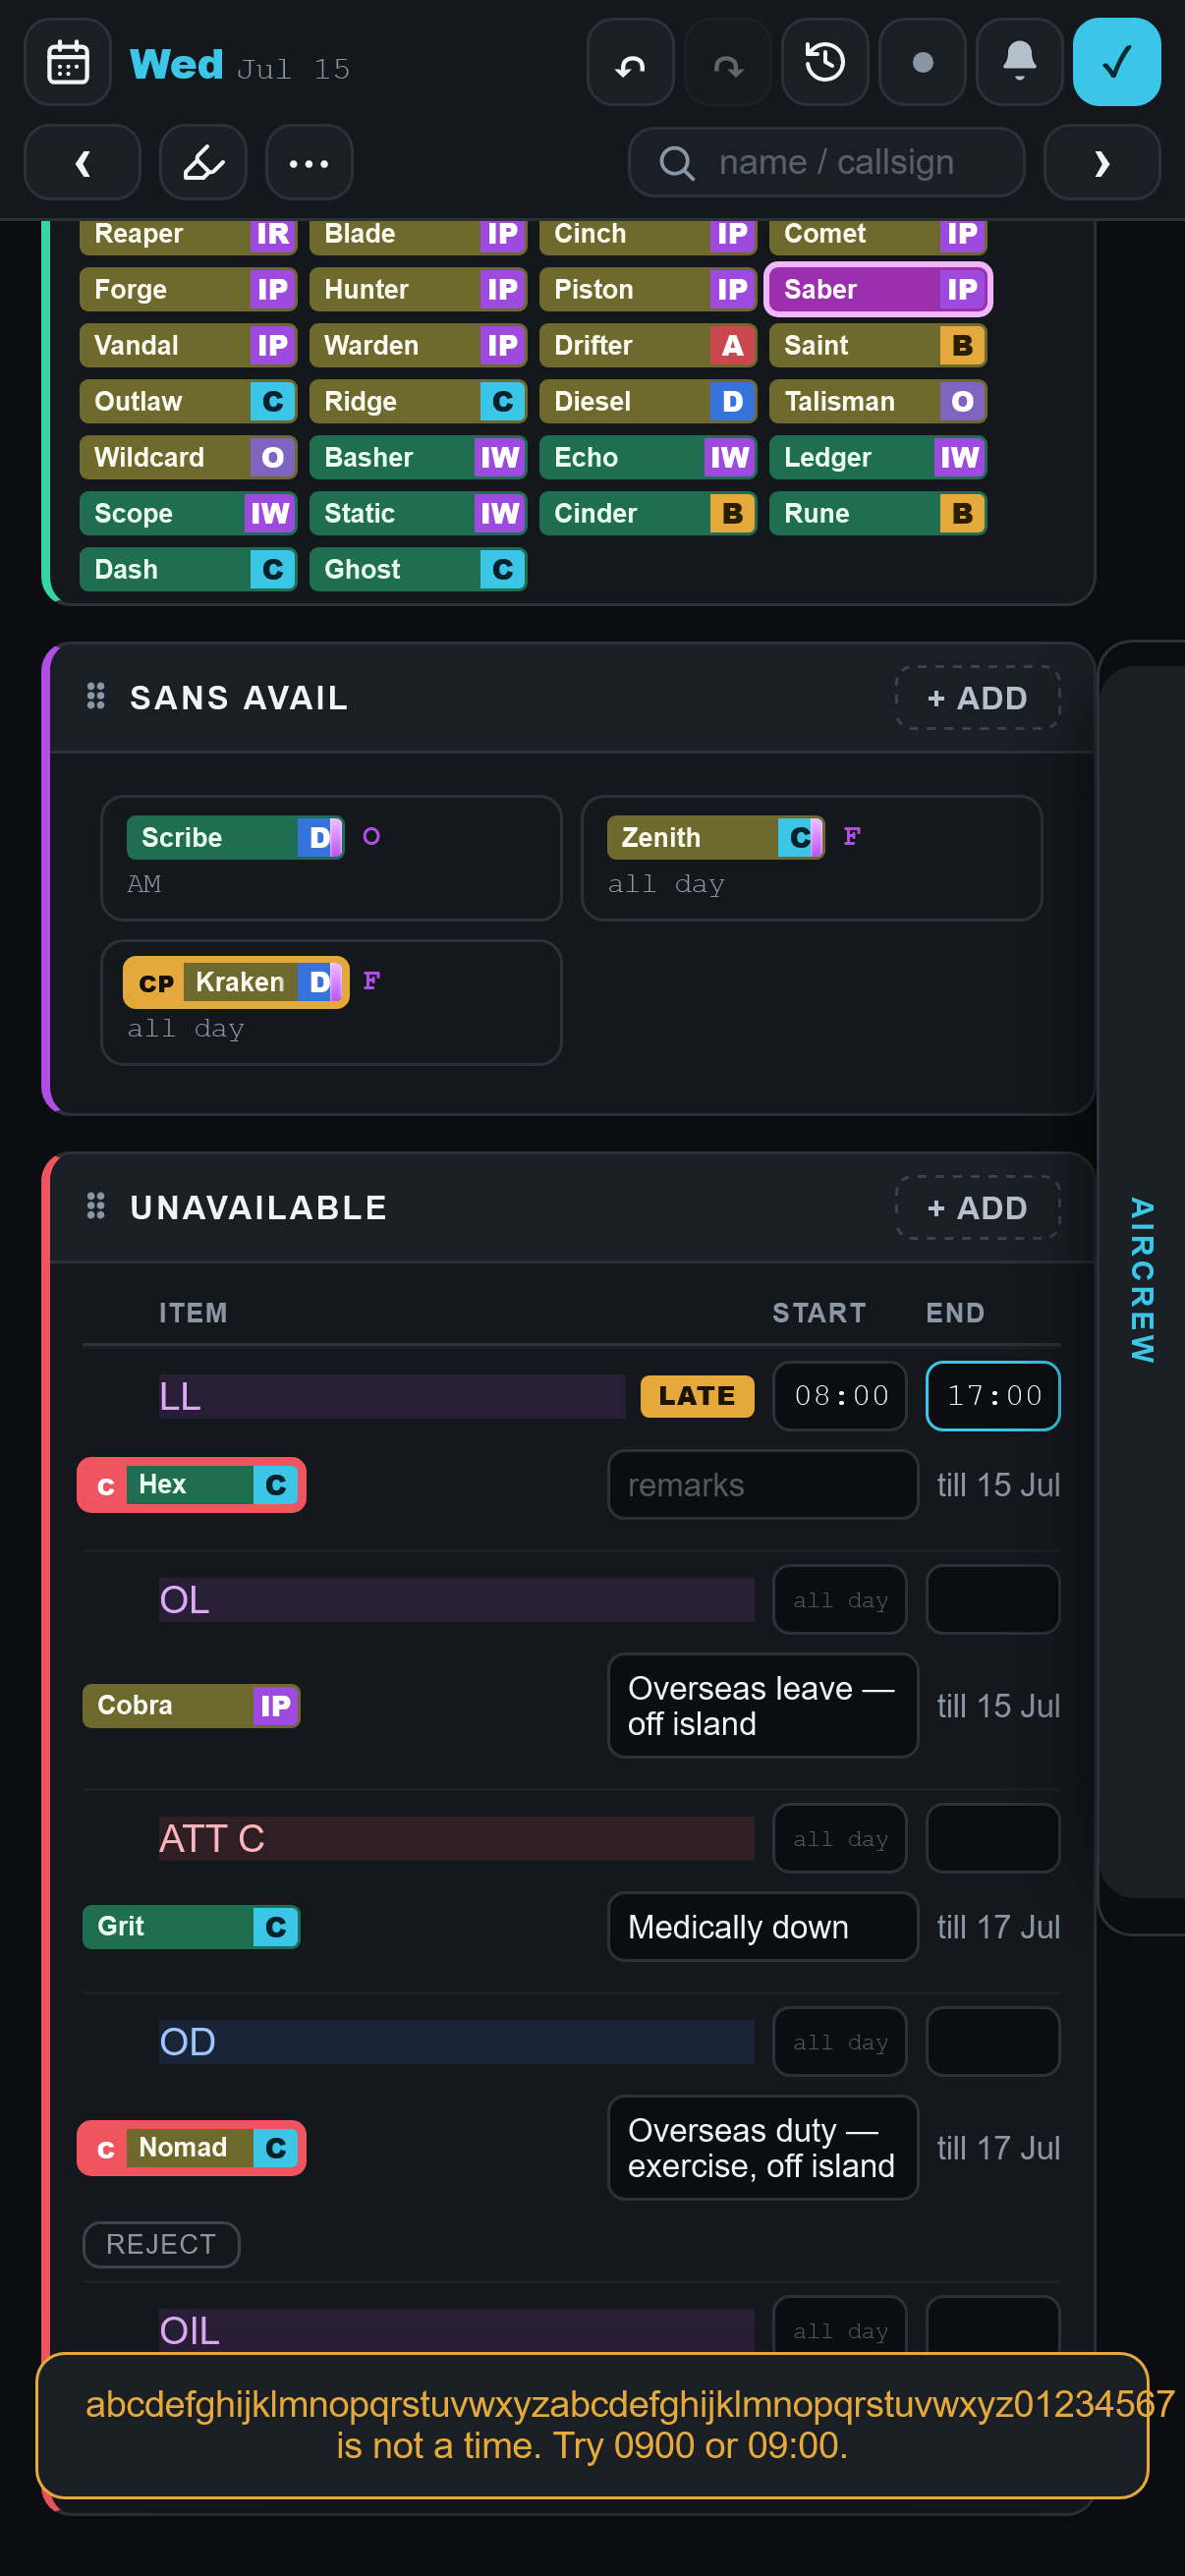 Wed Jul 15
name / callsign
Reaper IR Blade IP Cinch IP Comet IP
Forge IP Hunter IP Piston IP Saber IP
Vandal IP Warden IP Drifter A Saint B
Outlaw C Ridge C Diesel D Talisman O
Wildcard O Basher IW Echo IW Ledger IW
Scope IW Static IW Cinder B Rune B
Dash C Ghost C
SANS AVAIL + ADD
Scribe D O Zenith C F
AM all day
CP Kraken D F
all day
UNAVAILABLE + ADD
AIRCREW
ITEM START END
LL LATE 08:00 17:00
c Hex C remarks till 15 Jul
OL all day
Cobra IP Overseas leave — till 15 Jul
off island
ATT C all day
Grit C Medically down till 17 Jul
OD all day
c Nomad C Overseas duty — till 17 Jul
exercise, off island
REJECT
OIL all day
abcdefghijklmnopqrstuvwxyzabcdefghijklmnopqrstuvwxyz01234567
is not a time. Try 0900 or 09:00.